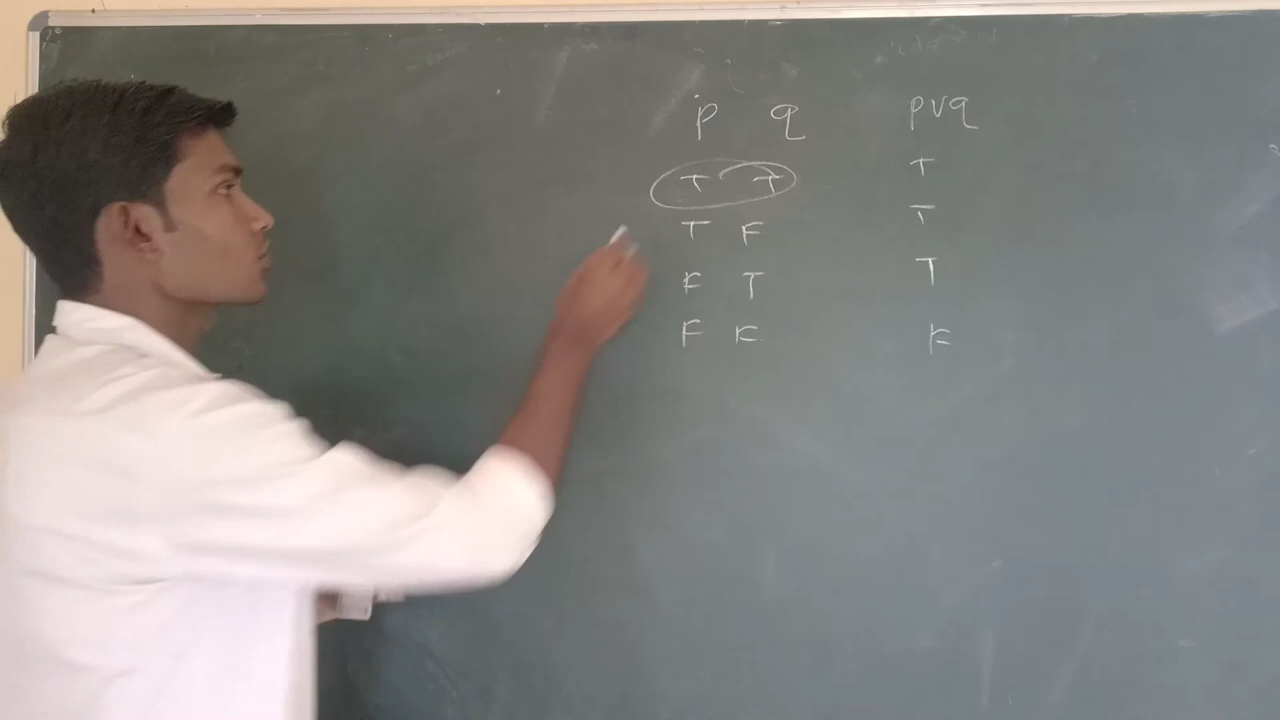 p q pvq
T T T
T F T
F T T
F F F